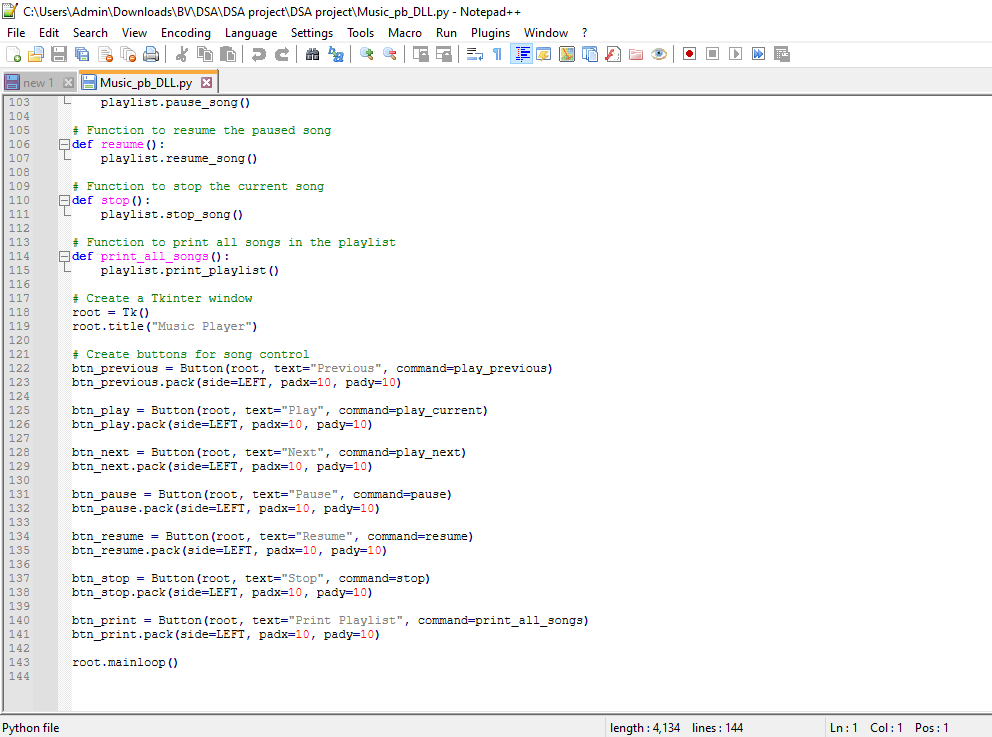 C:\Users\Admin\Downloads\BV\DSA\DSA project\DSA project\Music_pb_DLL.py - Notepad++
File Edit Search View Encoding Language Settings Tools Macro Run Plugins Window ?
new 1 Music_pb_DLL.py
103 playlist.pause_song()
104
105 # Function to resume the paused song
106 def resume():
107 playlist.resume_song()
108
109 # Function to stop the current song
110 def stop():
111 playlist.stop_song()
112
113 # Function to print all songs in the playlist
114 def print_all_songs():
115 playlist.print_playlist()
116
117 # Create a Tkinter window
118 root = Tk()
119 root.title("Music Player")
120
121 # Create buttons for song control
122 btn_previous = Button(root, text="Previous", command=play_previous)
123 btn_previous.pack(side=LEFT, padx=10, pady=10)
124
125 btn_play = Button(root, text="Play", command=play_current)
126 btn_play.pack(side=LEFT, padx=10, pady=10)
127
128 btn_next = Button(root, text="Next", command=play_next)
129 btn_next.pack(side=LEFT, padx=10, pady=10)
130
131 btn_pause = Button(root, text="Pause", command=pause)
132 btn_pause.pack(side=LEFT, padx=10, pady=10)
133
134 btn_resume = Button(root, text="Resume", command=resume)
135 btn_resume.pack(side=LEFT, padx=10, pady=10)
136
137 btn_stop = Button(root, text="Stop", command=stop)
138 btn_stop.pack(side=LEFT, padx=10, pady=10)
139
140 btn_print = Button(root, text="Print Playlist", command=print_all_songs)
141 btn_print.pack(side=LEFT, padx=10, pady=10)
142
143 root.mainloop()
144
Python file length : 4,134 lines : 144 Ln : 1 Col : 1 Pos : 1